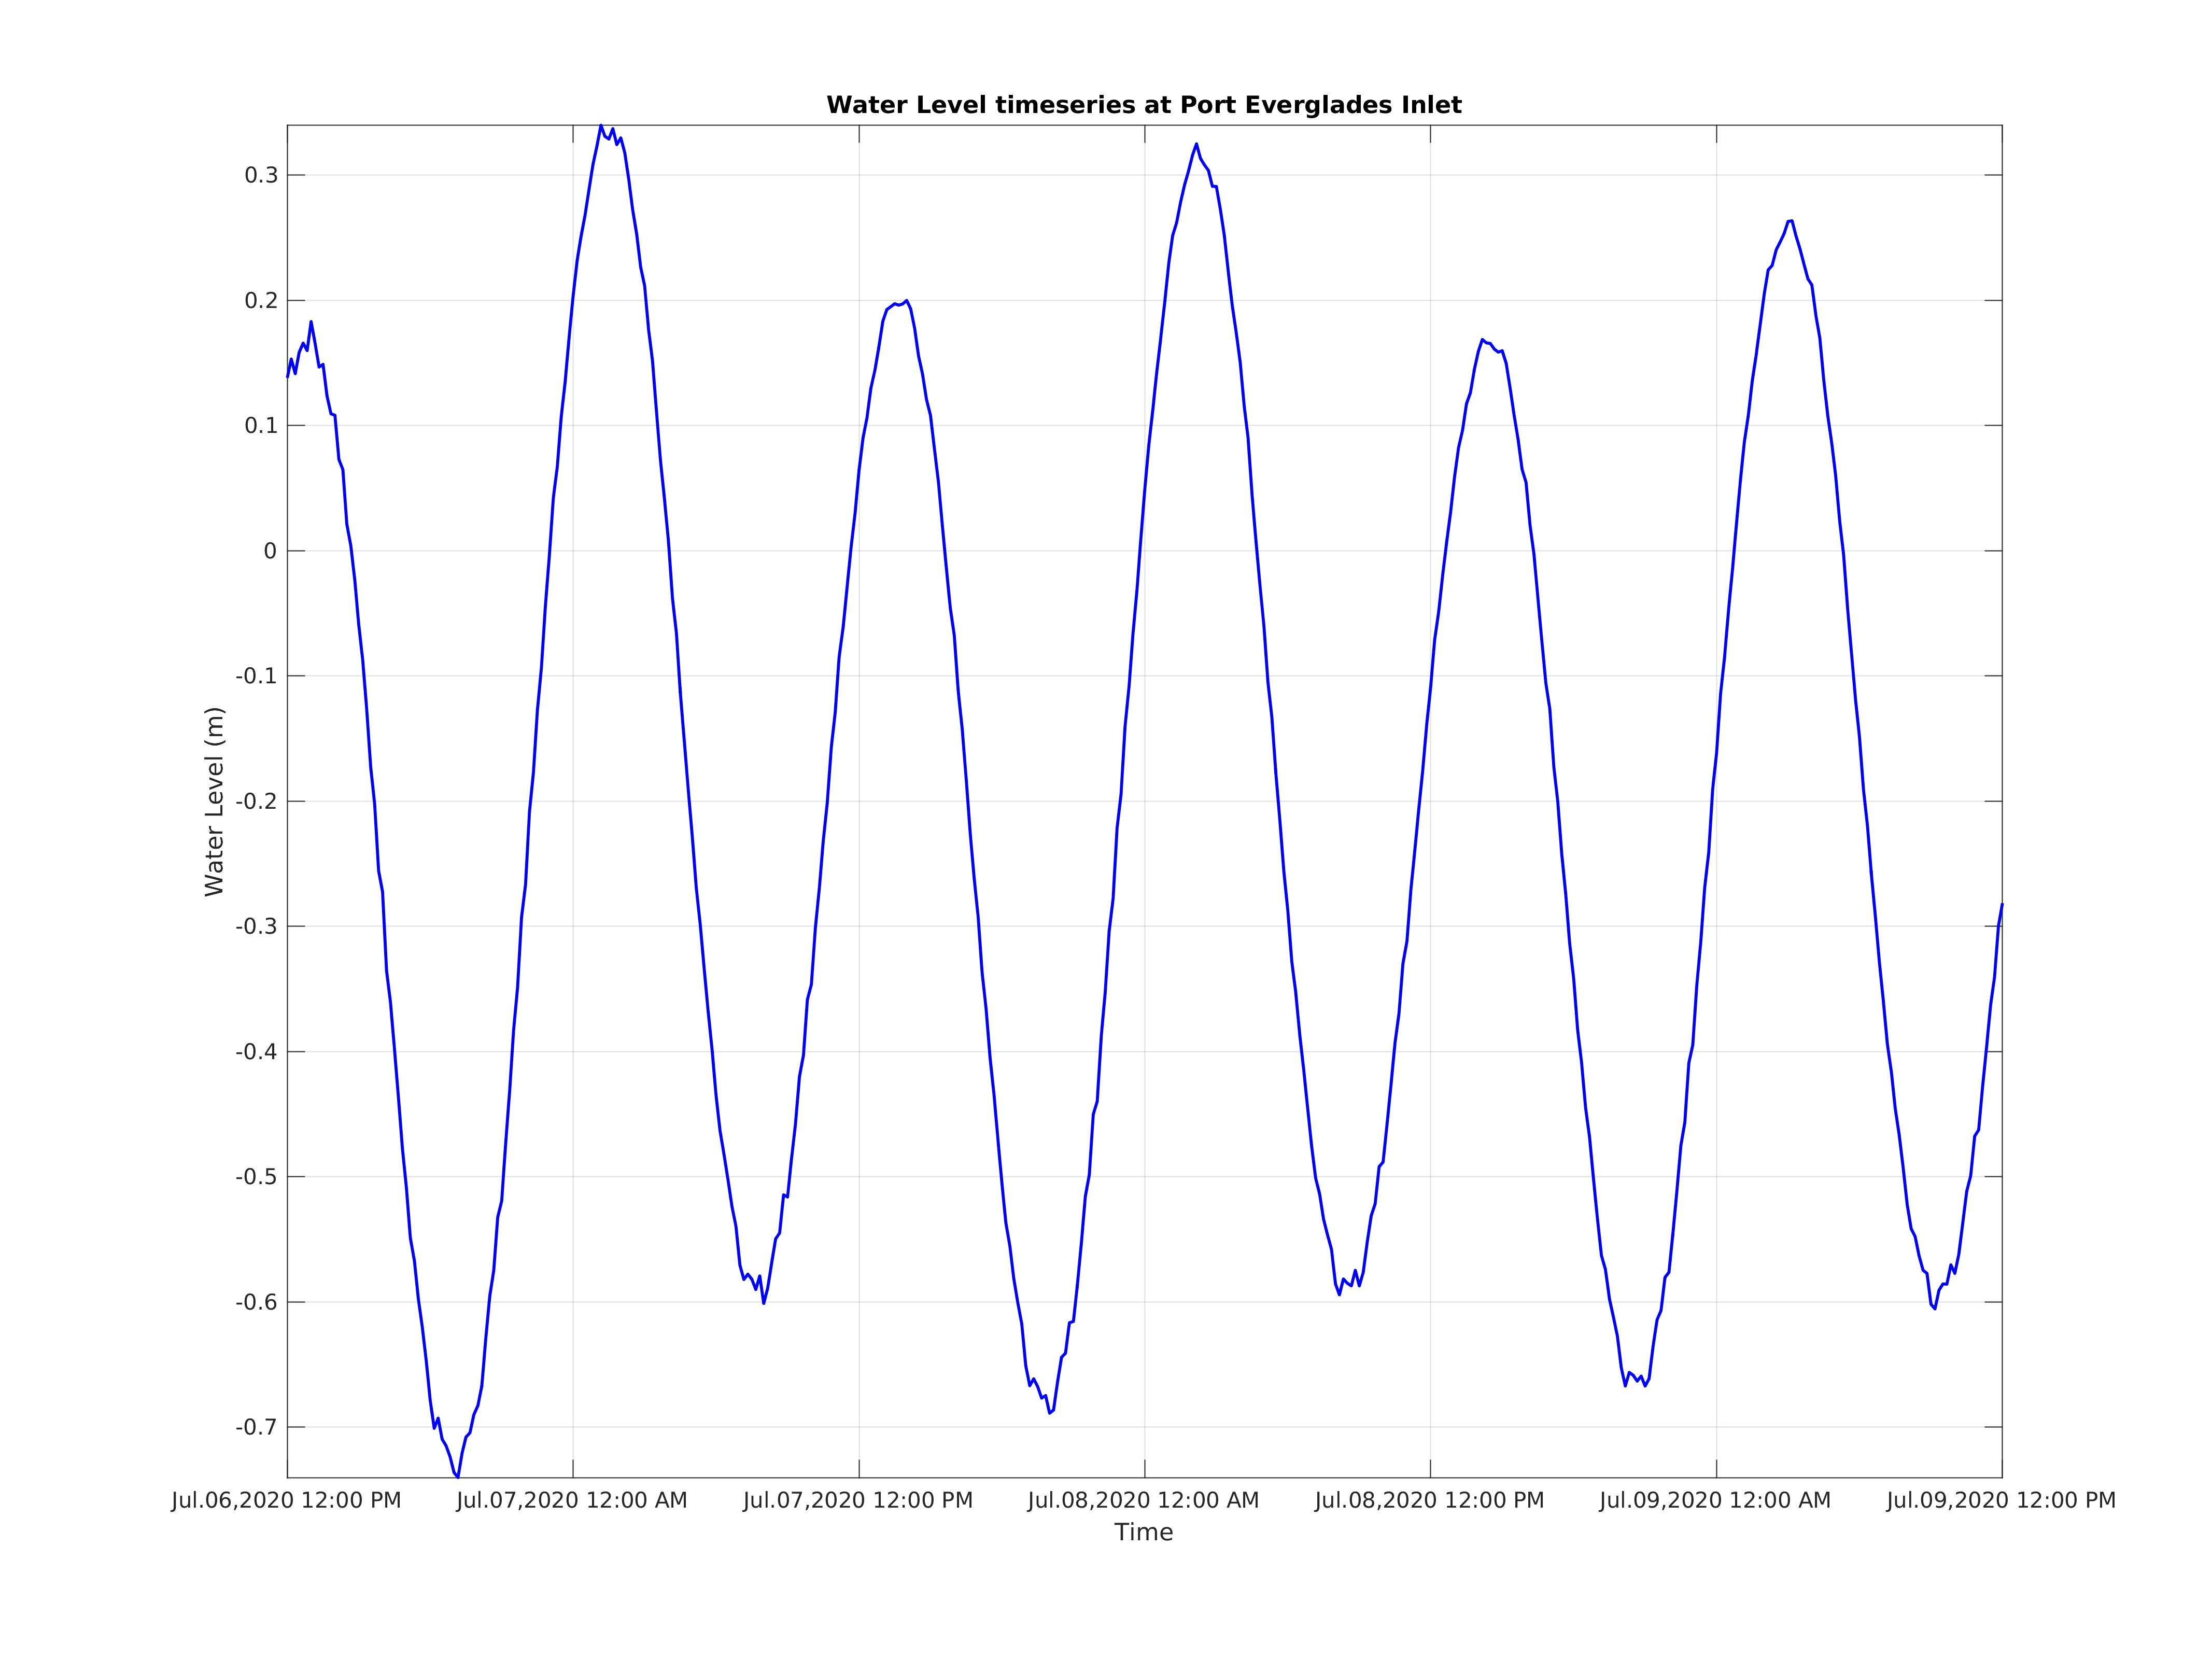 Water Level timeseries at Port Everglades Inlet
0.3
0.2
0.1
0
-0.1
-0.2
-0.3
-0.4
-0.5
-0.6
-0.7
Water Level (m)
Jul.06,2020 12:00 PM Jul.07,2020 12:00 AM Jul.07,2020 12:00 PM Jul.08,2020 12:00 AM Jul.08,2020 12:00 PM Jul.09,2020 12:00 AM Jul.09,2020 12:00 PM
Time